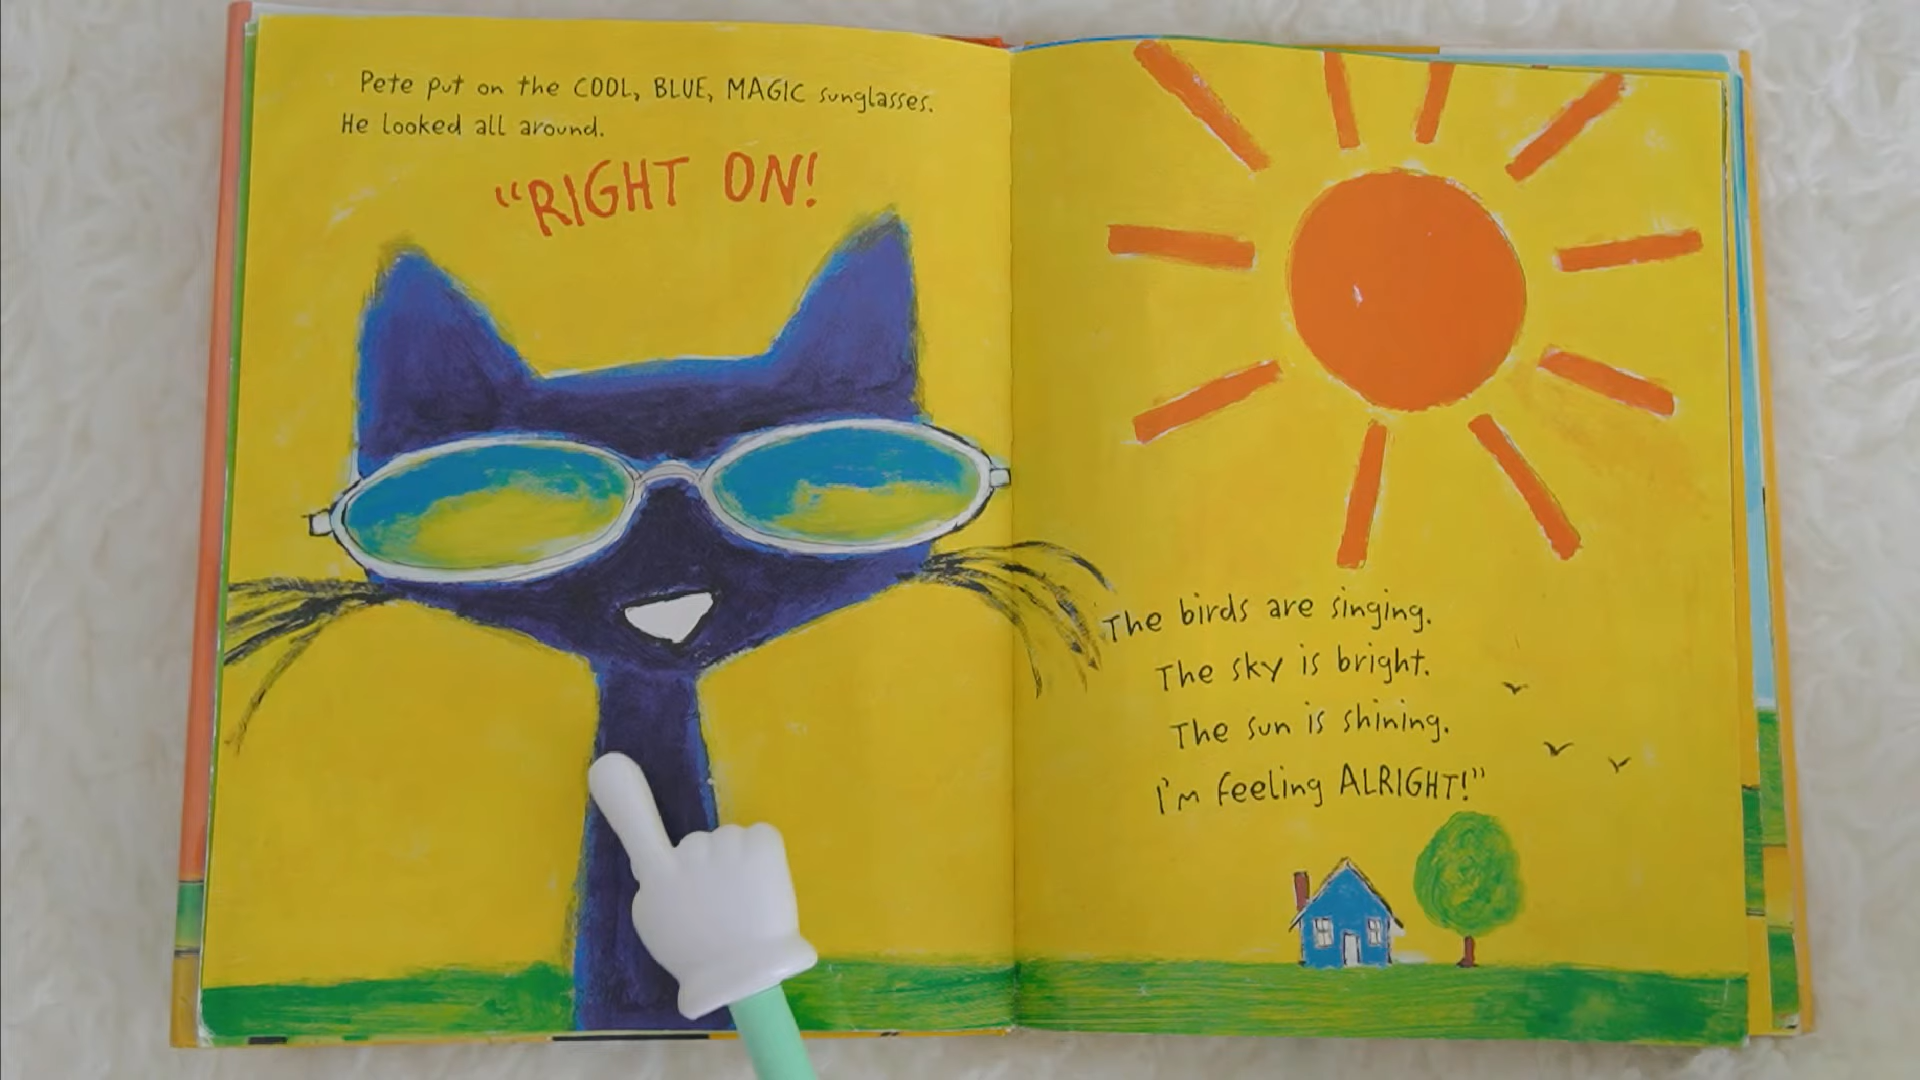 Pete put on the COOL, BLUE, MAGIC sunglasses.
He looked all around.
“RIGHT ON!
The birds are singing.
The sky is bright.
The sun is shining.
I'm feeling ALRIGHT!”